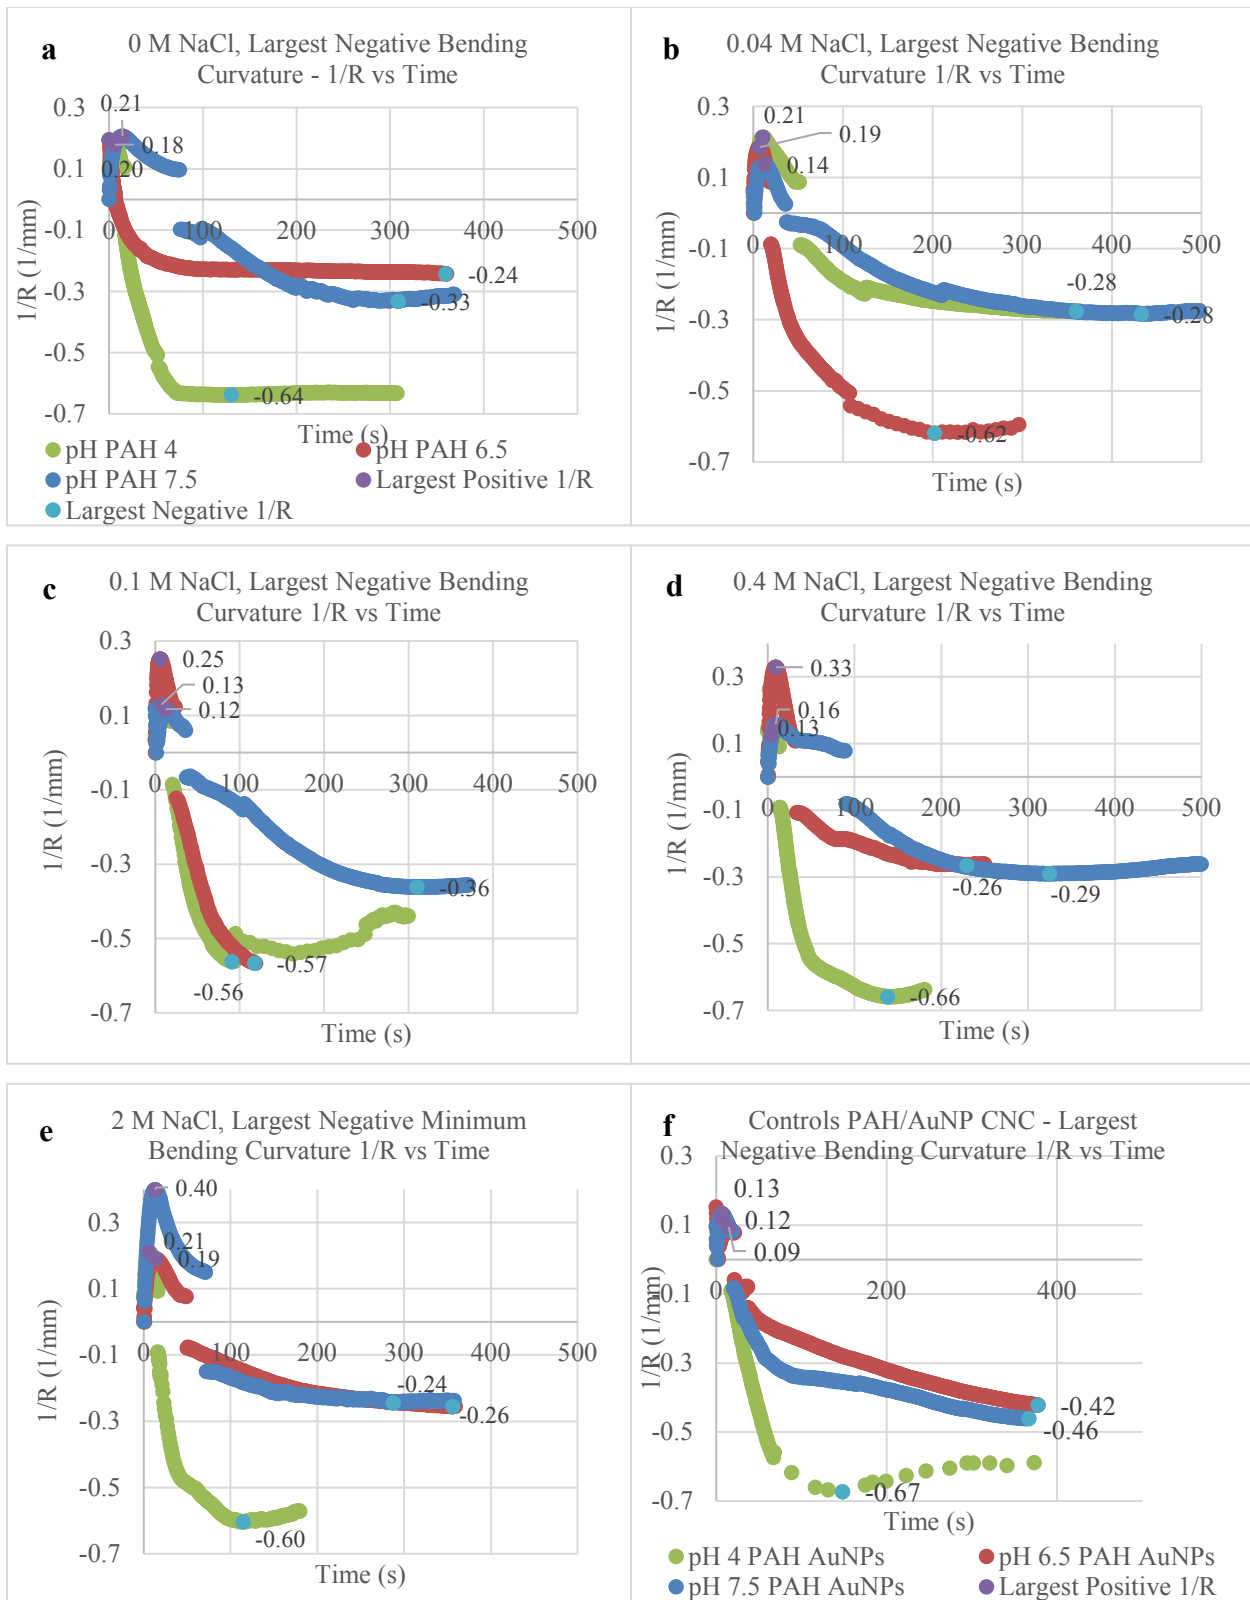 a
0 M NaCl, Largest Negative Bending
Curvature - 1/R vs Time
0.3
0.21
0.18
0.20
0.1
-0.1
-0.3
-0.5
-0.7
0
100
200
300
400
500
-0.24
-0.33
-0.64
1/R (1/mm)
Time (s)
pH PAH 4
pH PAH 6.5
pH PAH 7.5
Largest Positive 1/R
Largest Negative 1/R
b
0.04 M NaCl, Largest Negative Bending
Curvature 1/R vs Time
0.3
0.21
0.19
0.14
0.1
-0.1
-0.3
-0.5
-0.7
0
100
200
300
400
500
-0.28
-0.28
-0.62
1/R (1/mm)
Time (s)
c
0.1 M NaCl, Largest Negative Bending
Curvature 1/R vs Time
0.3
0.25
0.13
0.12
0.1
-0.1
-0.3
-0.5
-0.7
0
100
200
300
400
500
-0.36
-0.57
-0.56
1/R (1/mm)
Time (s)
d
0.4 M NaCl, Largest Negative Bending
Curvature 1/R vs Time
0.3
0.33
0.16
0.13
0.1
-0.1
-0.3
-0.5
-0.7
0
100
200
300
400
500
-0.26
-0.29
-0.66
1/R (1/mm)
Time (s)
e
2 M NaCl, Largest Negative Minimum
Bending Curvature 1/R vs Time
0.40
0.3
0.21
0.19
0.1
-0.1
-0.3
-0.5
-0.7
0
100
200
300
400
500
-0.24
-0.26
-0.60
1/R (1/mm)
Time (s)
f
Controls PAH/AuNP CNC - Largest
Negative Bending Curvature 1/R vs Time
0.3
0.13
0.12
0.09
0.1
-0.1
-0.3
-0.5
-0.7
0
200
400
-0.42
-0.46
-0.67
1/R (1/mm)
Time (s)
pH 4 PAH AuNPs
pH 6.5 PAH AuNPs
pH 7.5 PAH AuNPs
Largest Positive 1/R